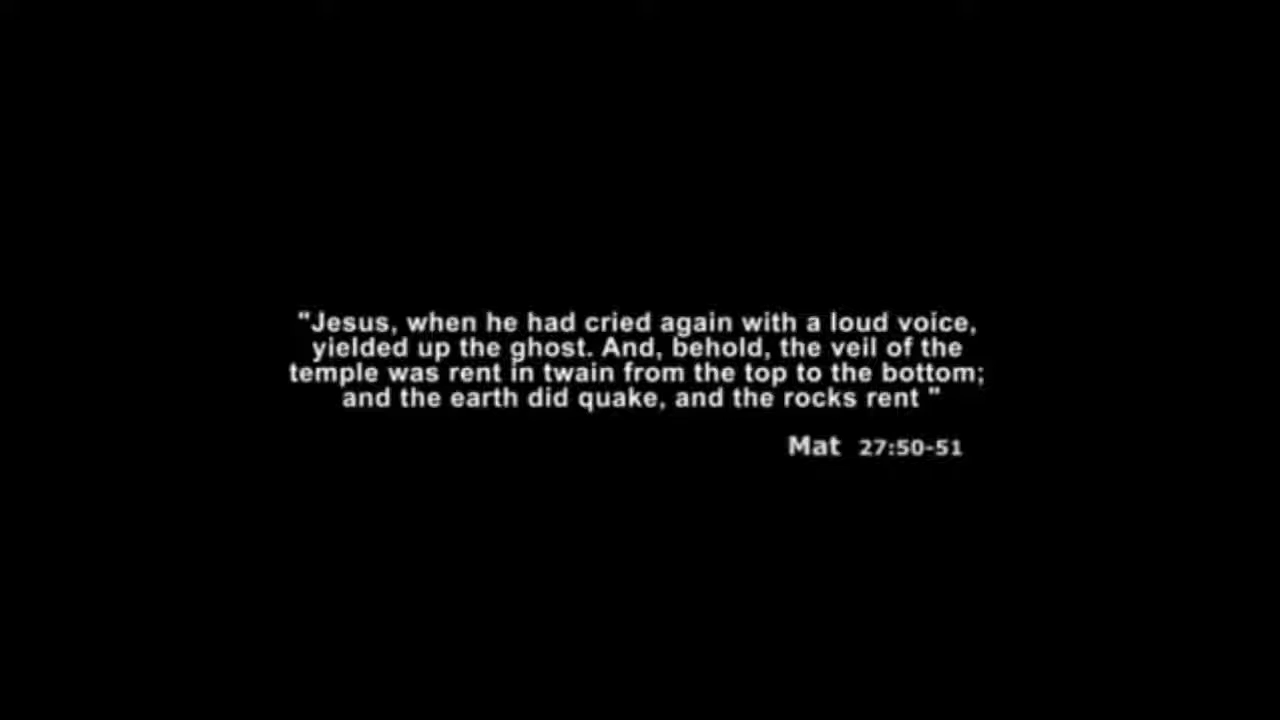 "Jesus, when he had cried again with a loud voice,
yielded up the ghost. And, behold, the veil of the
temple was rent in twain from the top to the bottom;
and the earth did quake, and the rocks rent "
Mat 27:50-51